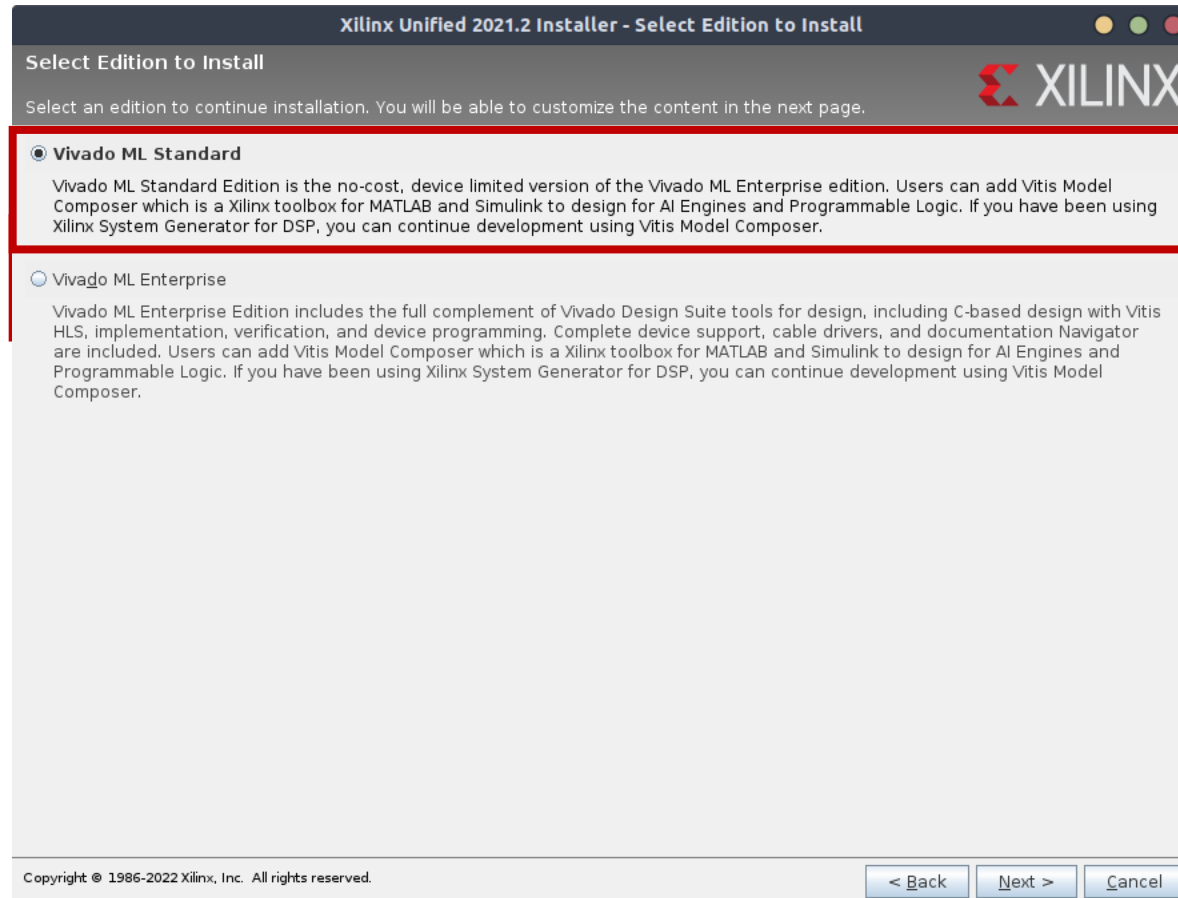 Xilinx Unified 2021.2 Installer - Select Edition to Install
Select Edition to Install
XILINX
Select an edition to continue installation. You will be able to customize the content in the next page.
Vivado ML Standard
Vivado ML Standard Edition is the no-cost, device limited version of the Vivado ML Enterprise edition. Users can add Vitis Model
Composer which is a Xilinx toolbox for MATLAB and Simulink to design for AI Engines and Programmable Logic. If you have been using
Xilinx System Generator for DSP, you can continue development using Vitis Model Composer.
Vivado ML Enterprise
Vivado ML Enterprise Edition includes the full complement of Vivado Design Suite tools for design, including C-based design with Vitis
HLS, implementation, verification, and device programming. Complete device support, cable drivers, and documentation Navigator
are included. Users can add Vitis Model Composer which is a Xilinx toolbox for MATLAB and Simulink to design for AI Engines and
Programmable Logic. If you have been using Xilinx System Generator for DSP, you can continue development using Vitis Model
Composer.
Copyright © 1986-2022 Xilinx, Inc. All rights reserved.
< Back
Next >
Cancel